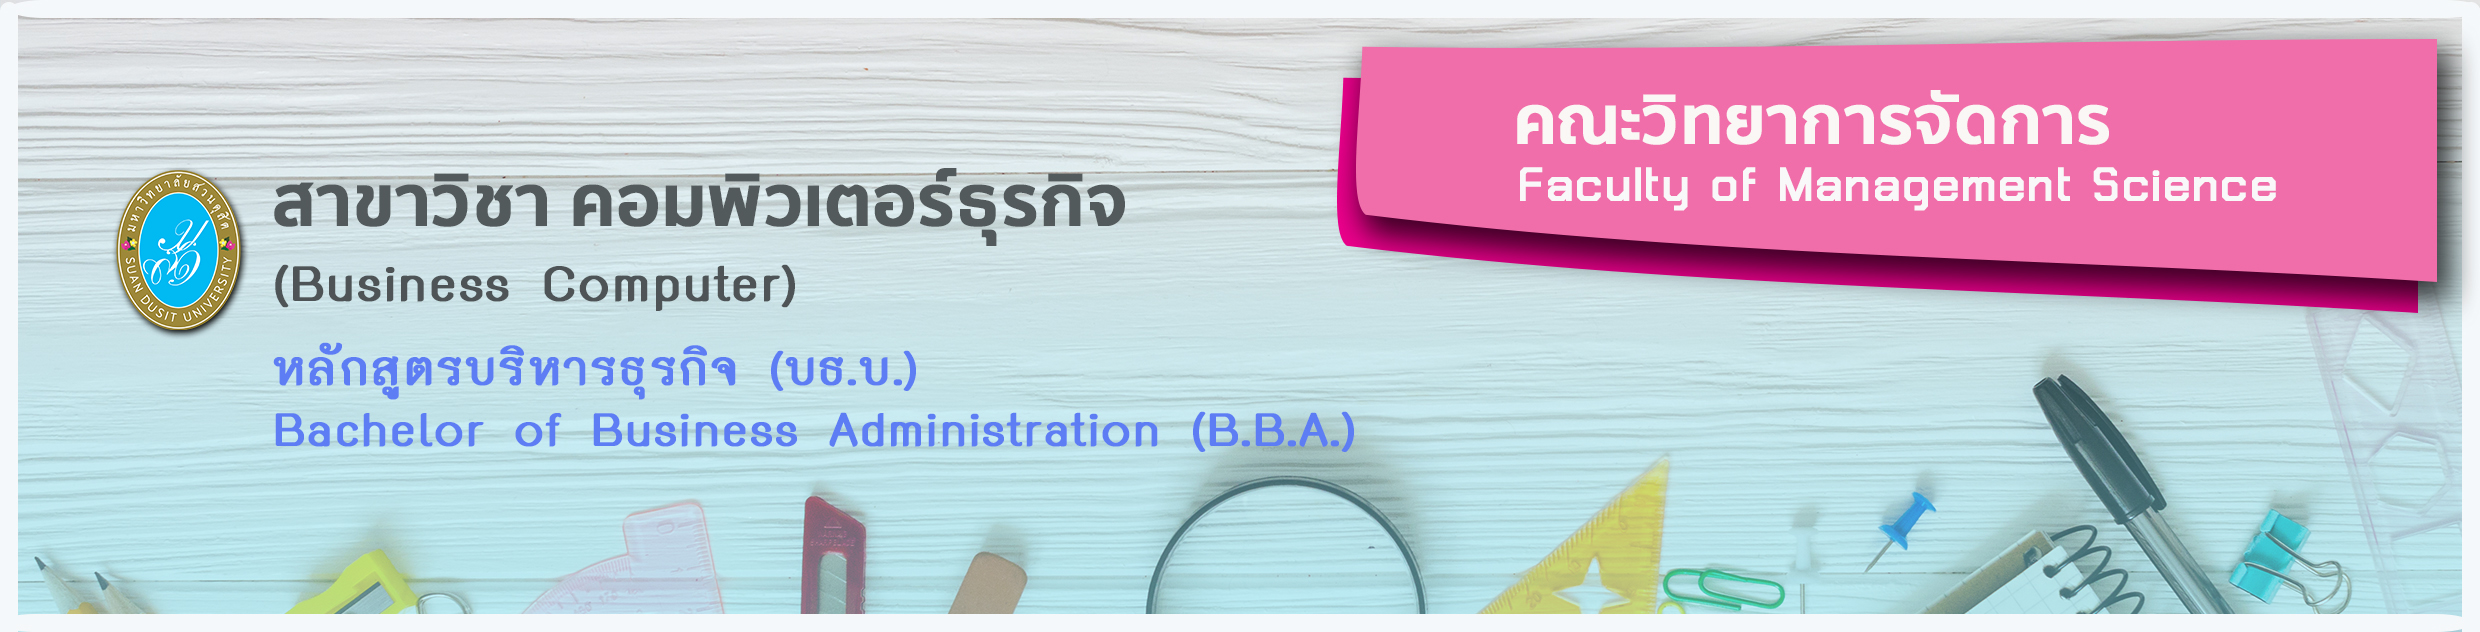 คณะวิทยาการจัดการ
Faculty of Management Science
มหาวิทยาลัยสวนดุสิต
SUAN DUSIT UNIVERSITY
สาขาวิชา คอมพิวเตอร์ธุรกิจ
(Business Computer)
หลักสูตรบริหารธุรกิจ (บธ.บ.)
Bachelor of Business Administration (B.B.A.)